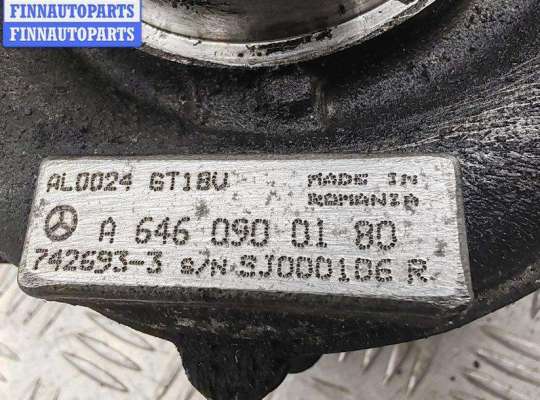 FINNAUTOPARTS
FINNAUTOPARTS
AL0024 GT18V MADE IN ROMANIA
A 646 090 01 80
742693-3 S/N SJ000106 R